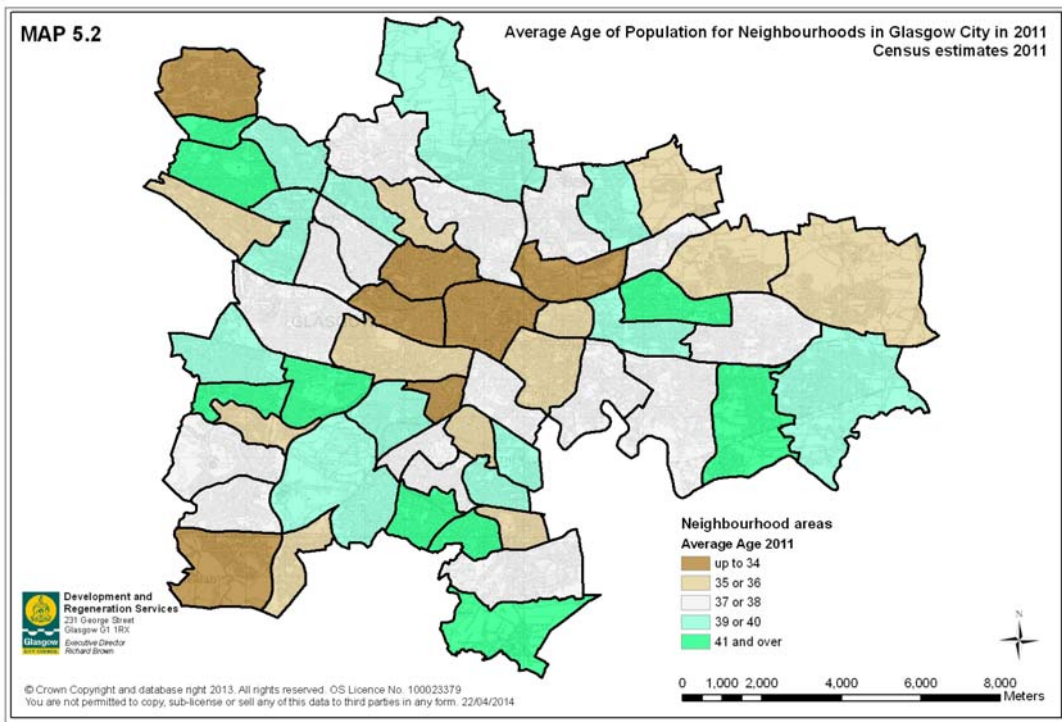 MAP 5.2
Average Age of Population for Neighbourhoods in Glasgow City in 2011
Census estimates 2011
Neighbourhood areas
Average Age 2011
up to 34
35 or 36
37 or 38
39 or 40
41 and over
Development and
Regeneration Services
231 George Street
Glasgow G1 1RX
Executive Director
Richard Brown
Glasgow
CITY COUNCIL
N
0 1,000 2,000 4,000 6,000 8,000
Meters
© Crown Copyright and database right 2013. All rights reserved. OS Licence No. 100023379
You are not permitted to copy, sub-license or sell any of this data to third parties in any form. 22/04/2014